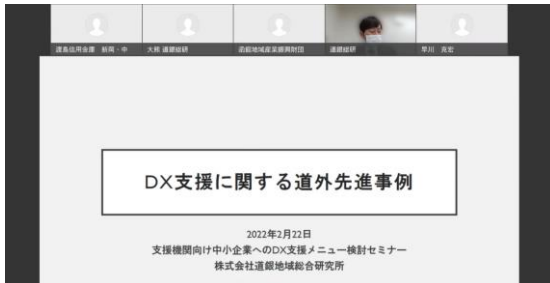 渡島信用金庫 新岡・中
大熊 道銀総研
函館地域産業振興財団
道銀総研
早川 克宏
DX支援に関する道外先進事例
2022年2月22日
支援機関向け中小企業へのDX支援メニュー検討セミナー
株式会社道銀地域総合研究所